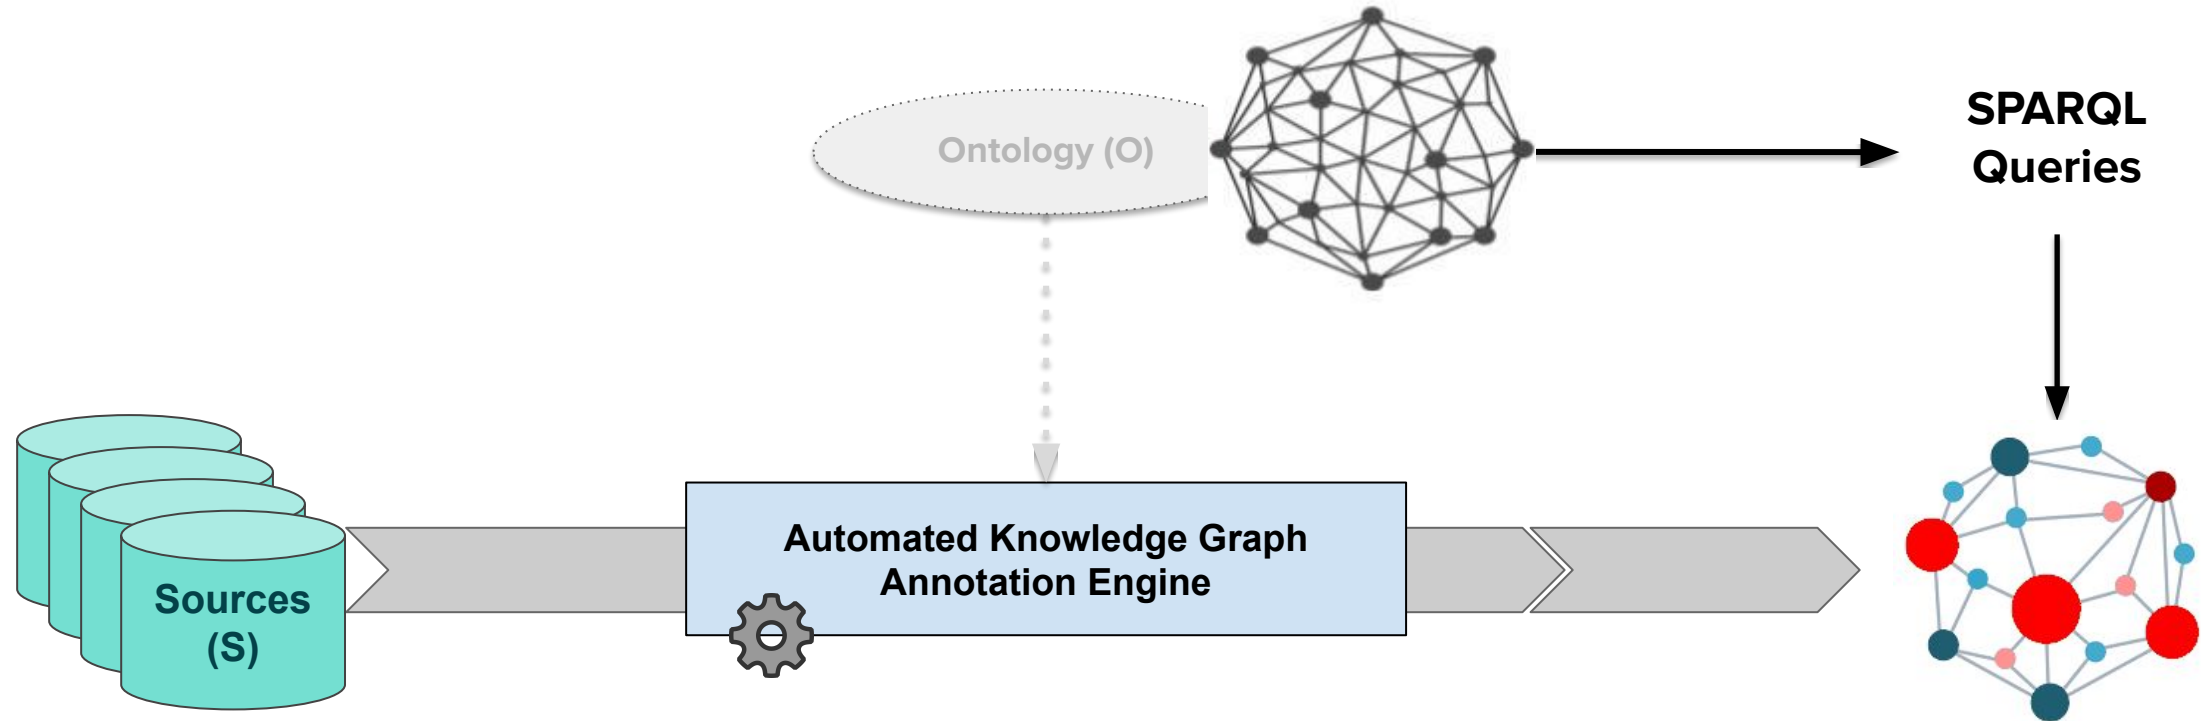 Ontology (O)
SPARQL
Queries
Automated Knowledge Graph
Annotation Engine
Sources
(S)